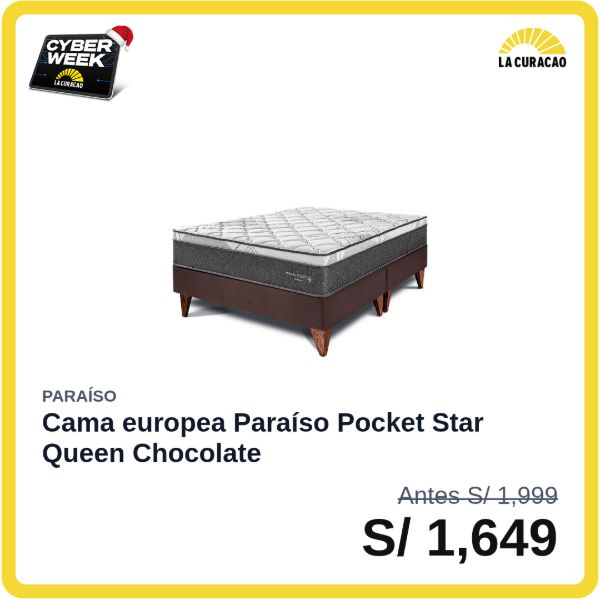 CYBER
WEEK
LA CURACAO
LA CURACAO
PARAÍSO
Cama europea Paraíso Pocket Star
Queen Chocolate
Antes S/ 1,999
S/ 1,649